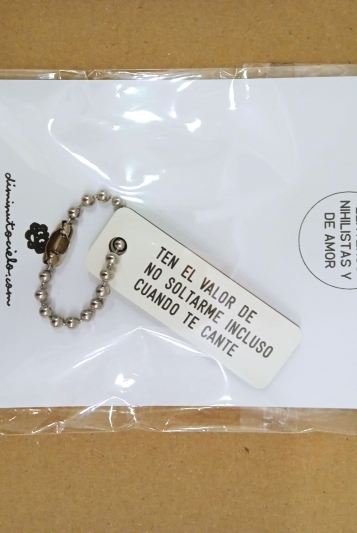 diminutocielo.com
TEN EL VALOR DE
NO SOLTARME INCLUSO
CUANDO TE CANTE
NIHILISTAS Y
DE AMOR